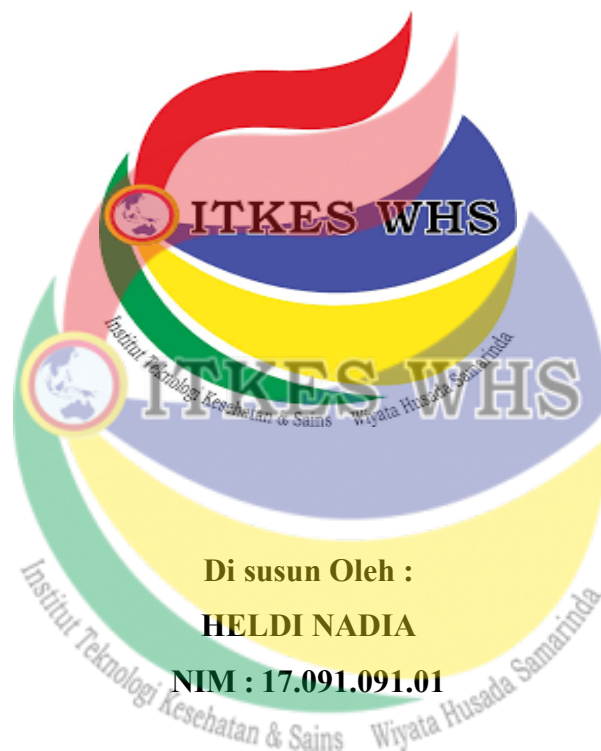 ITKES WHS
Institut Teknologi Kesehatan & Sains Wiyata Husada Samarinda
ITKES WHS
Di susun Oleh :
HELDI NADIA
NIM : 17.091.091.01
Institut Teknologi Kesehatan & Sains Wiyata Husada Samarinda